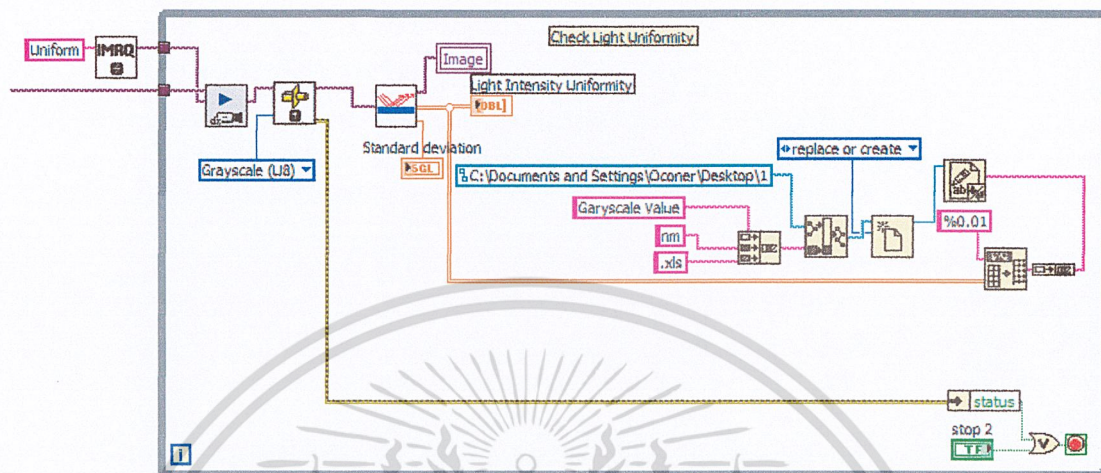 Check Light Uniformity
Uniform
IMAQ
Image
Light Intensity Uniformity
DBL]
Standard deviation
SGL
Grayscale (U8)
replace or create
C:\Documents and Settings\Oconer\Desktop\1
Garyscale Value
nm
.xls
ab
%0.01
status
stop 2
TF
i